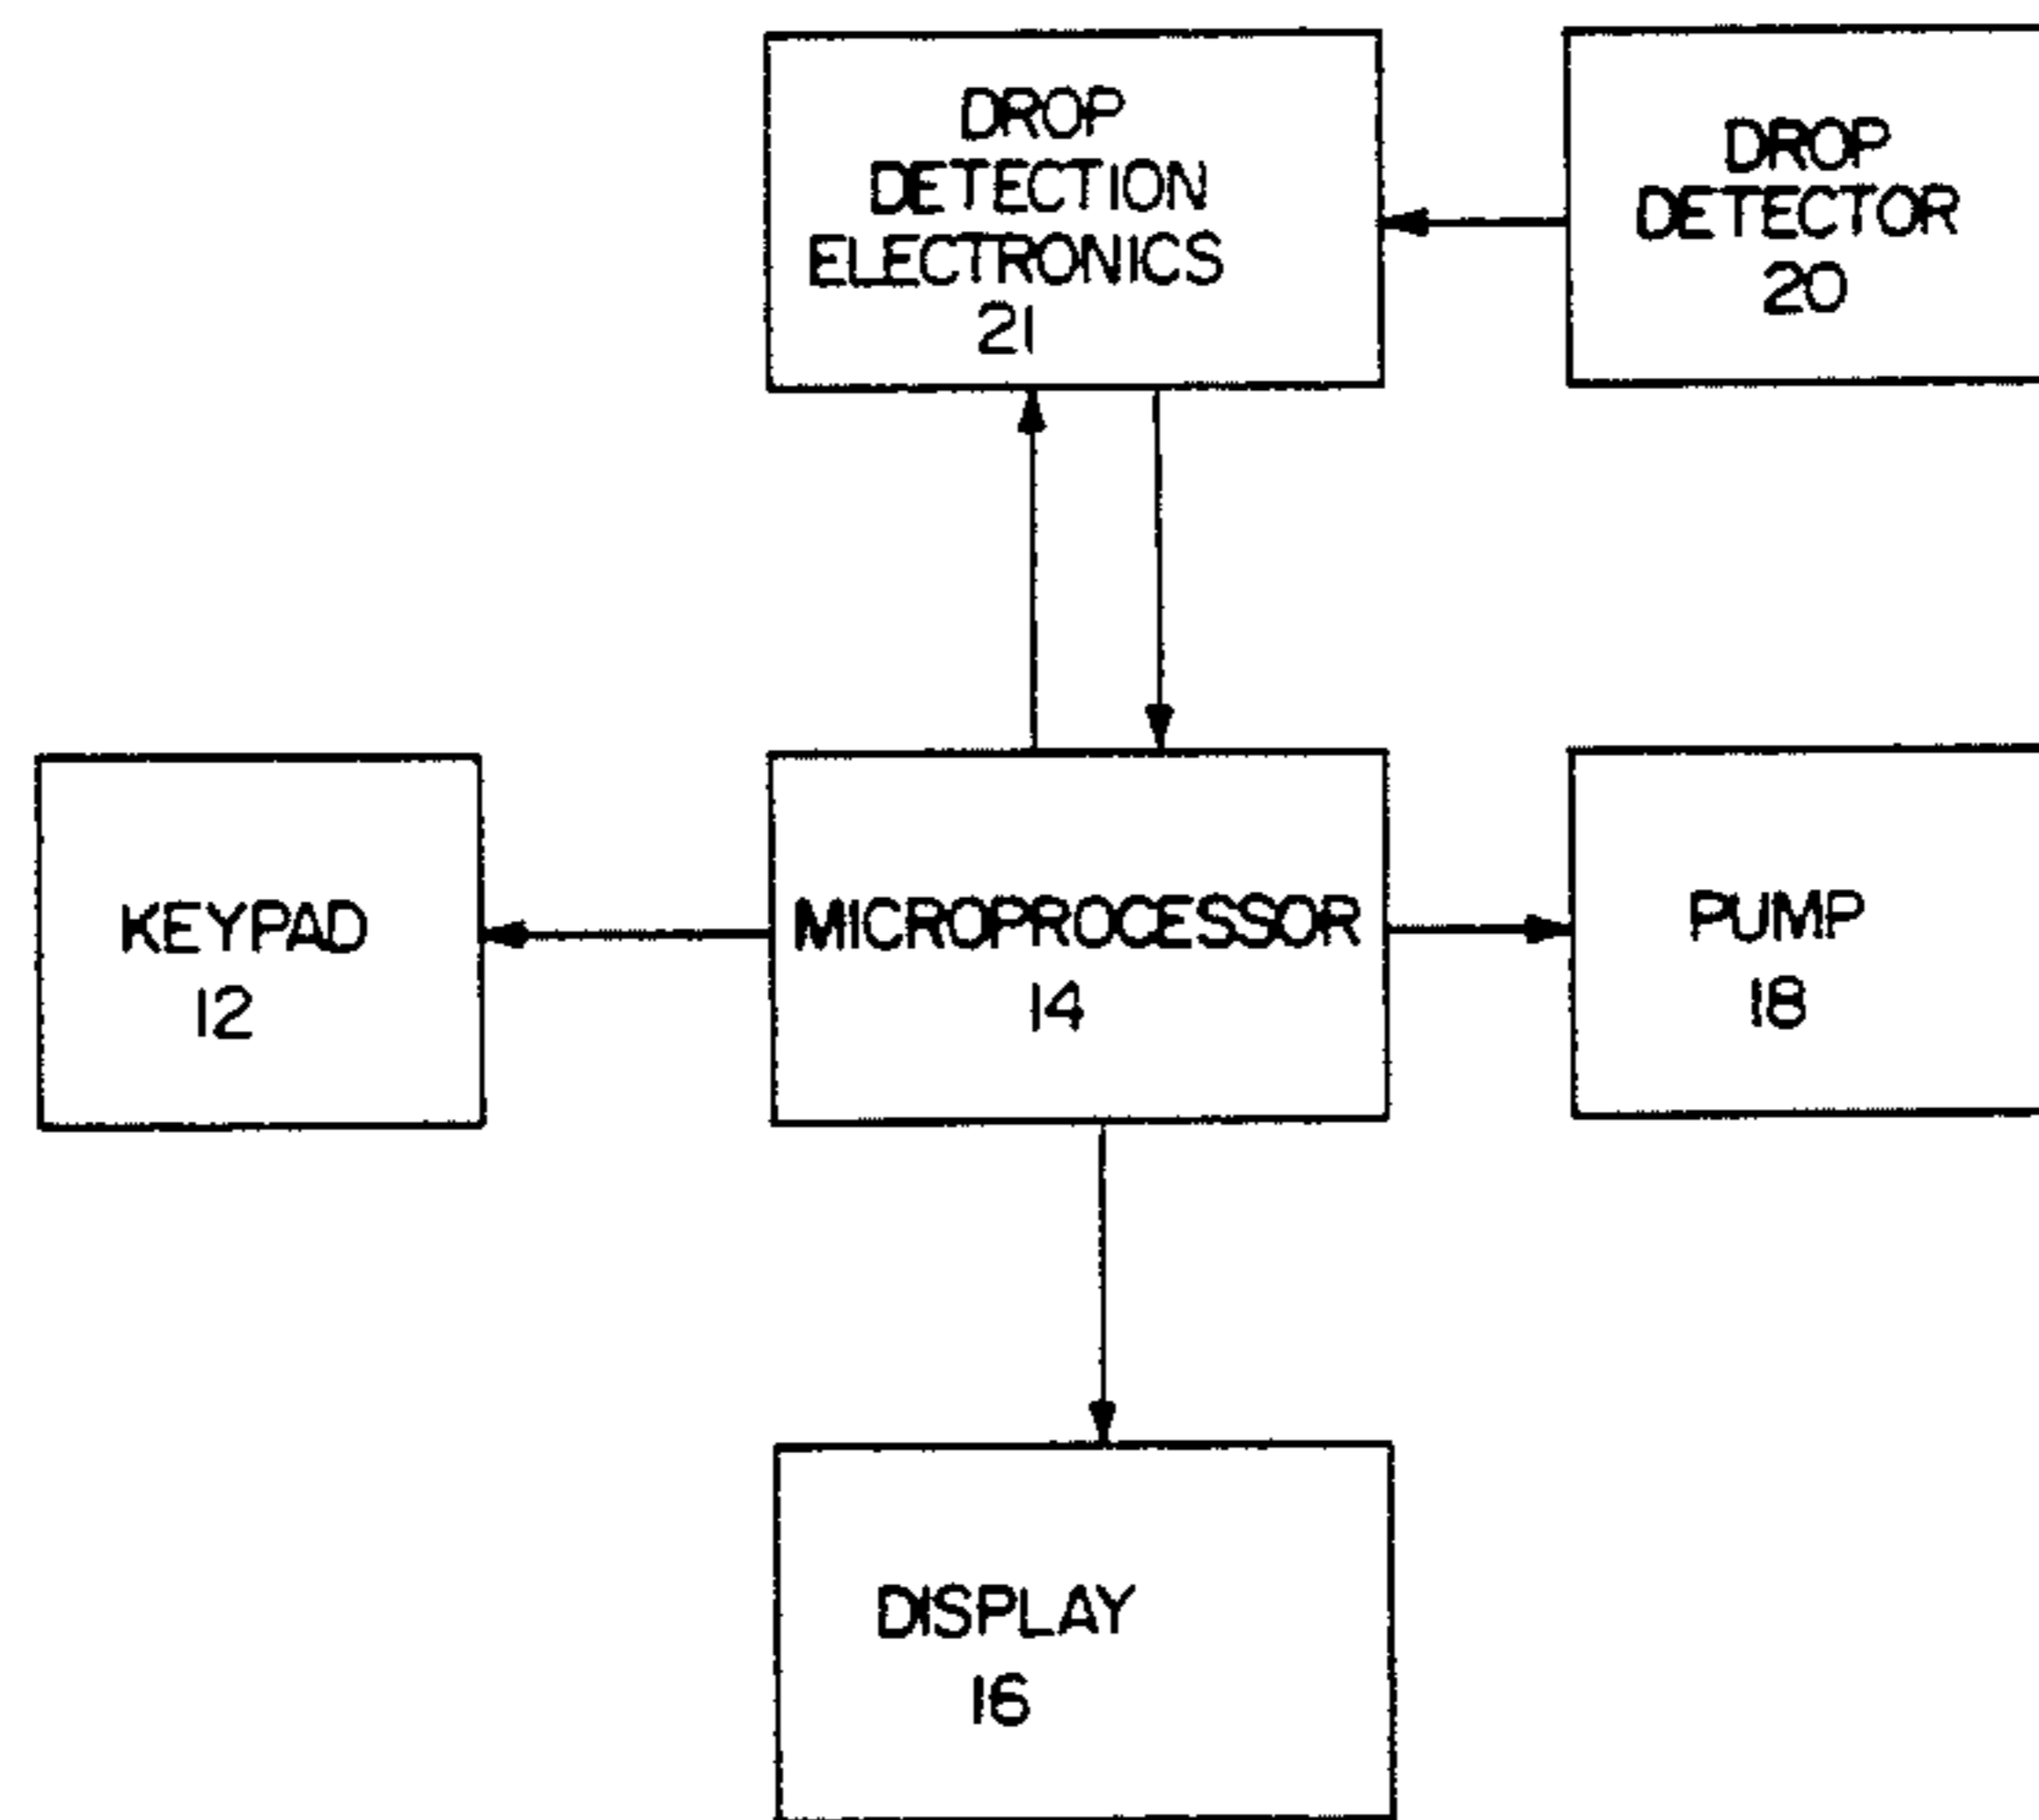 DROP
DETECTION
ELECTRONICS
21
DROP
DETECTOR
20
KEYPAD
12
MICROPROCESSOR
14
PUMP
18
DISPLAY
16